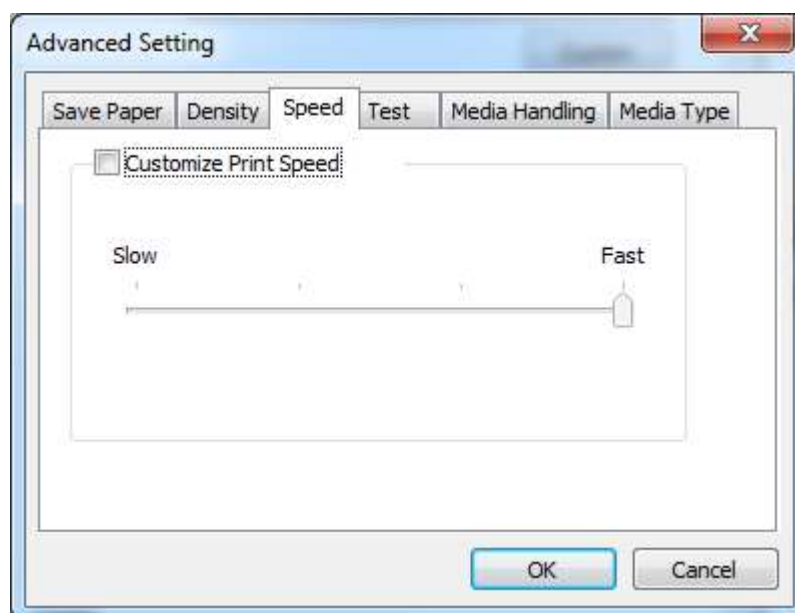 Advanced Setting
Save Paper Density Speed Test Media Handling Media Type
Customize Print Speed
Slow Fast
OK Cancel